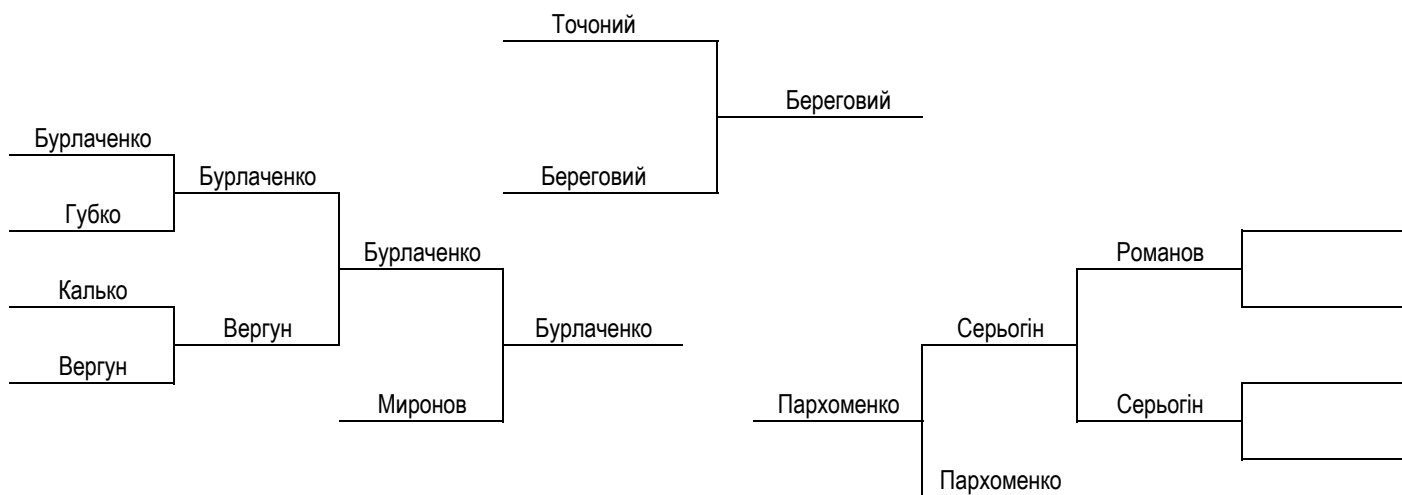 Точоний
Береговий
Бурлаченко
Бурлаченко
Береговий
Губко
Бурлаченко
Романов
Калько
Вергун
Бурлаченко
Серьогін
Вергун
Миронов
Пархоменко
Серьогін
Пархоменко